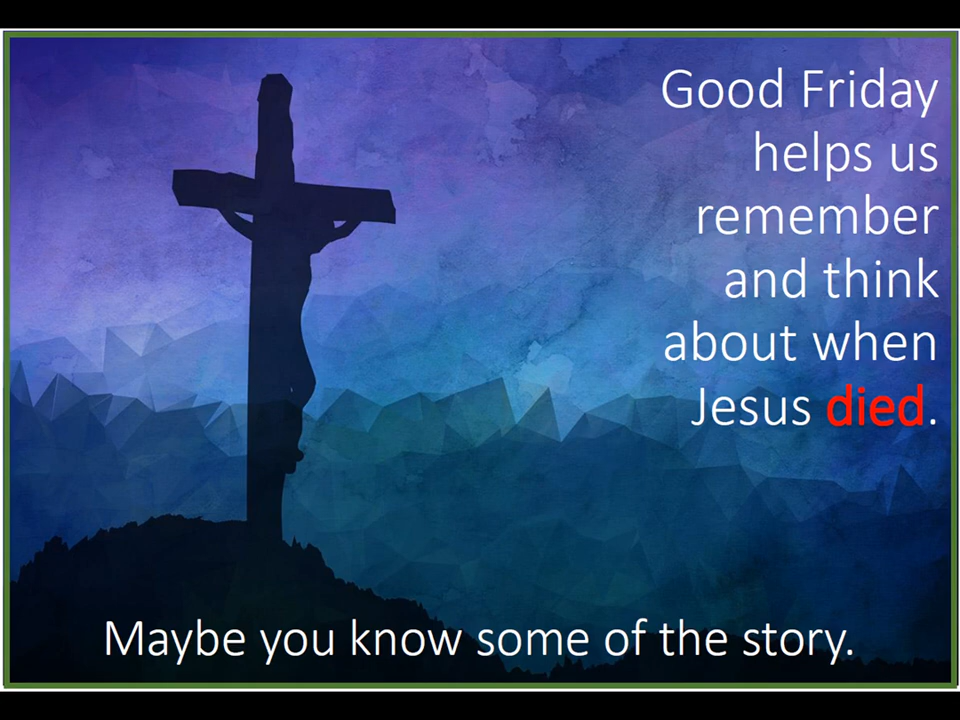 Good Friday
helps us
remember
and think
about when
Jesus died.
Maybe you know some of the story.